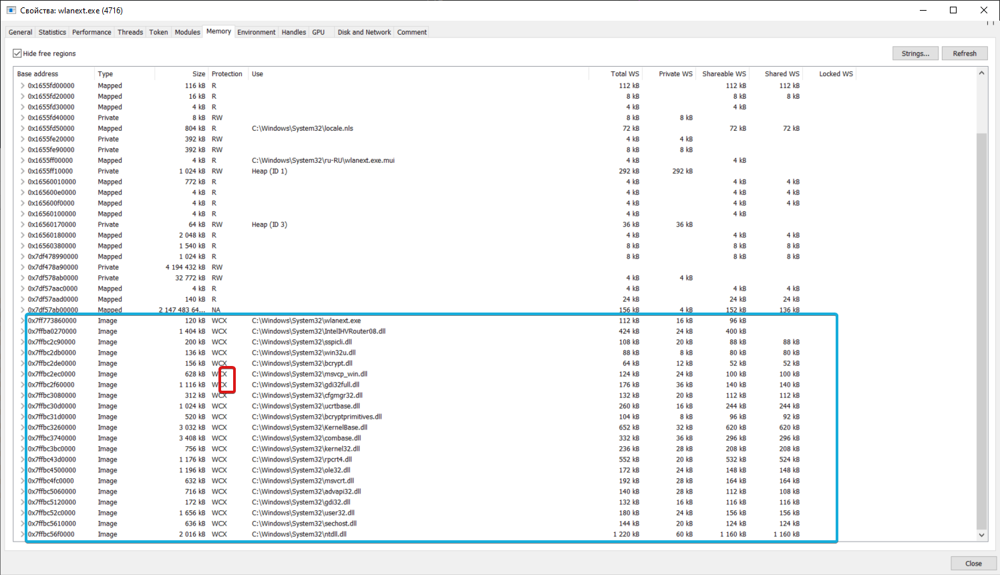 Свойства: wlanext.exe (4716)
General Statistics Performance Threads Token Modules Memory Environment Handles GPU Disk and Network Comment
Hide free regions Strings... Refresh
Base address Type Size Protection Use Total WS Private WS Shareable WS Shared WS Locked WS
0x1655fd00000 Mapped 116 kB R 112 kB 112 kB 112 kB
0x1655fd20000 Mapped 16 kB R 8 kB 8 kB 8 kB
0x1655fd30000 Mapped 4 kB R 4 kB 4 kB
0x1655fd40000 Private 8 kB RW 8 kB 8 kB
0x1655fd50000 Mapped 804 kB R C:\Windows\System32\locale.nls 72 kB 72 kB 72 kB
0x1655fe20000 Private 392 kB RW 4 kB 4 kB
0x1655fe90000 Private 392 kB RW 8 kB 8 kB
0x1655ff00000 Mapped 4 kB R C:\Windows\System32\ru-RU\wlanext.exe.mui 4 kB 4 kB
0x1655ff10000 Private 1 024 kB RW Heap (ID 1) 292 kB 292 kB
0x16560010000 Mapped 772 kB R 4 kB 4 kB 4 kB
0x165600e0000 Mapped 4 kB R 4 kB 4 kB 4 kB
0x165600f0000 Mapped 4 kB R 4 kB 4 kB 4 kB
0x16560100000 Mapped 4 kB R 4 kB 4 kB
0x16560170000 Private 64 kB RW Heap (ID 3) 36 kB 36 kB
0x16560180000 Mapped 2 048 kB R 4 kB 4 kB 4 kB
0x16560380000 Mapped 1 540 kB R 8 kB 8 kB 8 kB
0x7df478990000 Mapped 1 024 kB R 8 kB 8 kB 8 kB
0x7df478a90000 Private 4 194 432 kB RW
0x7df578ab0000 Private 32 772 kB RW 4 kB 4 kB
0x7df57aac0000 Mapped 4 kB R 4 kB 4 kB 4 kB
0x7df57aad0000 Mapped 140 kB R 24 kB 24 kB 24 kB
0x7df57ab00000 Mapped 2 147 483 64... NA 156 kB 4 kB 152 kB 136 kB
0x7ff773860000 Image 120 kB WCX C:\Windows\System32\wlanext.exe 112 kB 16 kB 96 kB
0x7ffba0270000 Image 1 404 kB WCX C:\Windows\System32\IntelIHVRouter08.dll 424 kB 24 kB 400 kB
0x7ffbc2c90000 Image 200 kB WCX C:\Windows\System32\sspicli.dll 108 kB 20 kB 88 kB 88 kB
0x7ffbc2db0000 Image 136 kB WCX C:\Windows\System32\win32u.dll 88 kB 8 kB 80 kB 80 kB
0x7ffbc2de0000 Image 156 kB WCX C:\Windows\System32\bcrypt.dll 64 kB 12 kB 52 kB 52 kB
0x7ffbc2ec0000 Image 628 kB WCX C:\Windows\System32\msvcp_win.dll 124 kB 24 kB 100 kB 100 kB
0x7ffbc2f60000 Image 1 116 kB WCX C:\Windows\System32\gdi32full.dll 176 kB 36 kB 140 kB 140 kB
0x7ffbc3080000 Image 312 kB WCX C:\Windows\System32\cfgmgr32.dll 132 kB 20 kB 112 kB 112 kB
0x7ffbc30d0000 Image 1 024 kB WCX C:\Windows\System32\ucrtbase.dll 260 kB 16 kB 244 kB 244 kB
0x7ffbc31d0000 Image 520 kB WCX C:\Windows\System32\bcryptprimitives.dll 104 kB 8 kB 96 kB 92 kB
0x7ffbc3260000 Image 3 032 kB WCX C:\Windows\System32\KernelBase.dll 652 kB 32 kB 620 kB 620 kB
0x7ffbc3740000 Image 3 408 kB WCX C:\Windows\System32\combase.dll 332 kB 36 kB 296 kB 296 kB
0x7ffbc3bc0000 Image 756 kB WCX C:\Windows\System32\kernel32.dll 236 kB 28 kB 208 kB 208 kB
0x7ffbc43d0000 Image 1 176 kB WCX C:\Windows\System32\rpcrt4.dll 552 kB 20 kB 532 kB 524 kB
0x7ffbc4500000 Image 1 196 kB WCX C:\Windows\System32\ole32.dll 172 kB 24 kB 148 kB 148 kB
0x7ffbc4fc0000 Image 632 kB WCX C:\Windows\System32\msvcrt.dll 192 kB 28 kB 164 kB 164 kB
0x7ffbc5060000 Image 716 kB WCX C:\Windows\System32\advapi32.dll 140 kB 28 kB 112 kB 108 kB
0x7ffbc5120000 Image 172 kB WCX C:\Windows\System32\gdi32.dll 132 kB 16 kB 116 kB 116 kB
0x7ffbc52c0000 Image 1 656 kB WCX C:\Windows\System32\user32.dll 180 kB 24 kB 156 kB 156 kB
0x7ffbc5610000 Image 636 kB WCX C:\Windows\System32\sechost.dll 144 kB 20 kB 124 kB 124 kB
0x7ffbc56f0000 Image 2 016 kB WCX C:\Windows\System32\ntdll.dll 1 220 kB 60 kB 1 160 kB 1 160 kB
Close